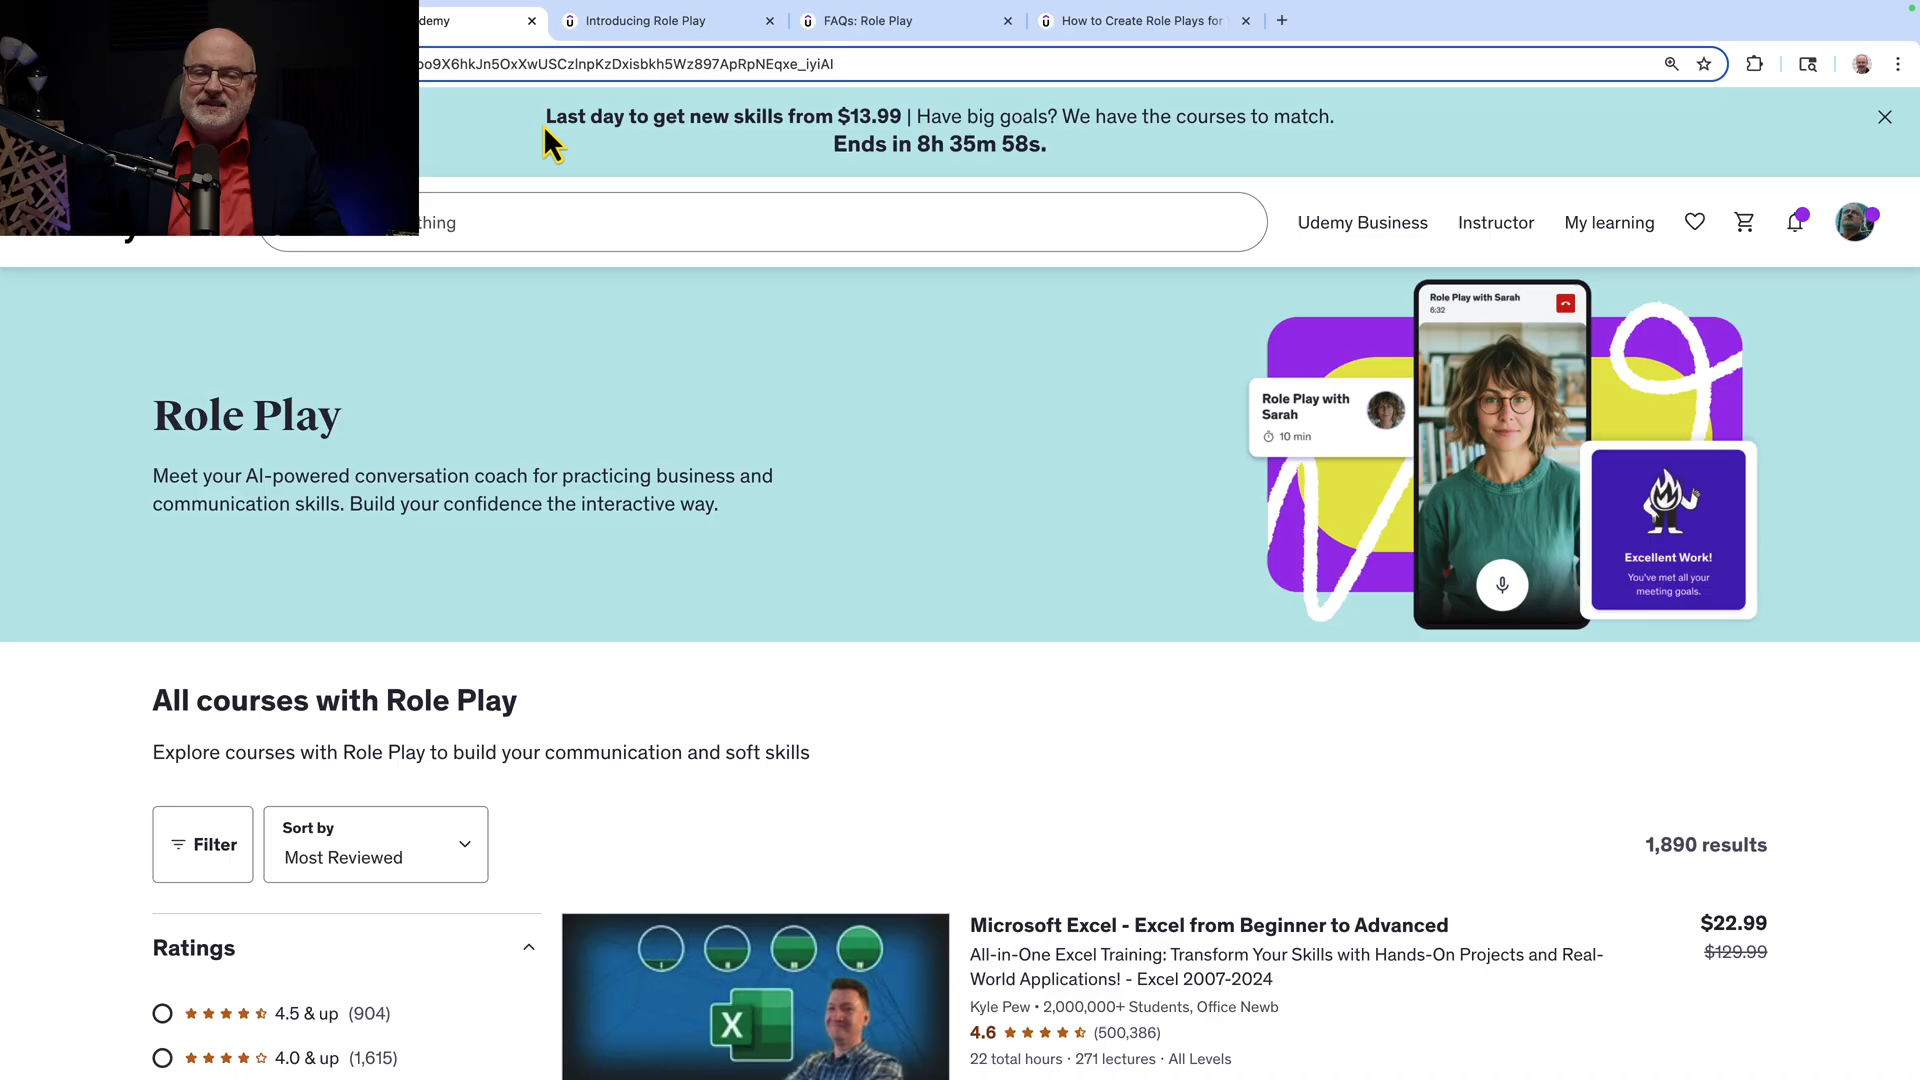 demy
Introducing Role Play
FAQs: Role Play
How to Create Role Plays for
oo9X6hkJn5OxXwUSCzlnpKzDxisbkh5Wz897ApRpNEqxe_iyiAI
Last day to get new skills from $13.99 | Have big goals? We have the courses to match.
Ends in 8h 35m 58s.
thing
Udemy Business
Instructor
My learning
Role Play
Meet your AI-powered conversation coach for practicing business and
communication skills. Build your confidence the interactive way.
Role Play with Sarah
6:32
Role Play with
Sarah
10 min
Excellent Work!
You've met all your
meeting goals.
All courses with Role Play
Explore courses with Role Play to build your communication and soft skills
Filter
Sort by
Most Reviewed
1,890 results
Ratings
4.5 & up (904)
4.0 & up (1,615)
X
Microsoft Excel - Excel from Beginner to Advanced
$22.99
All-in-One Excel Training: Transform Your Skills with Hands-On Projects and Real-
World Applications! - Excel 2007-2024
$129.99
Kyle Pew • 2,000,000+ Students, Office Newb
4.6 (500,386)
22 total hours · 271 lectures · All Levels